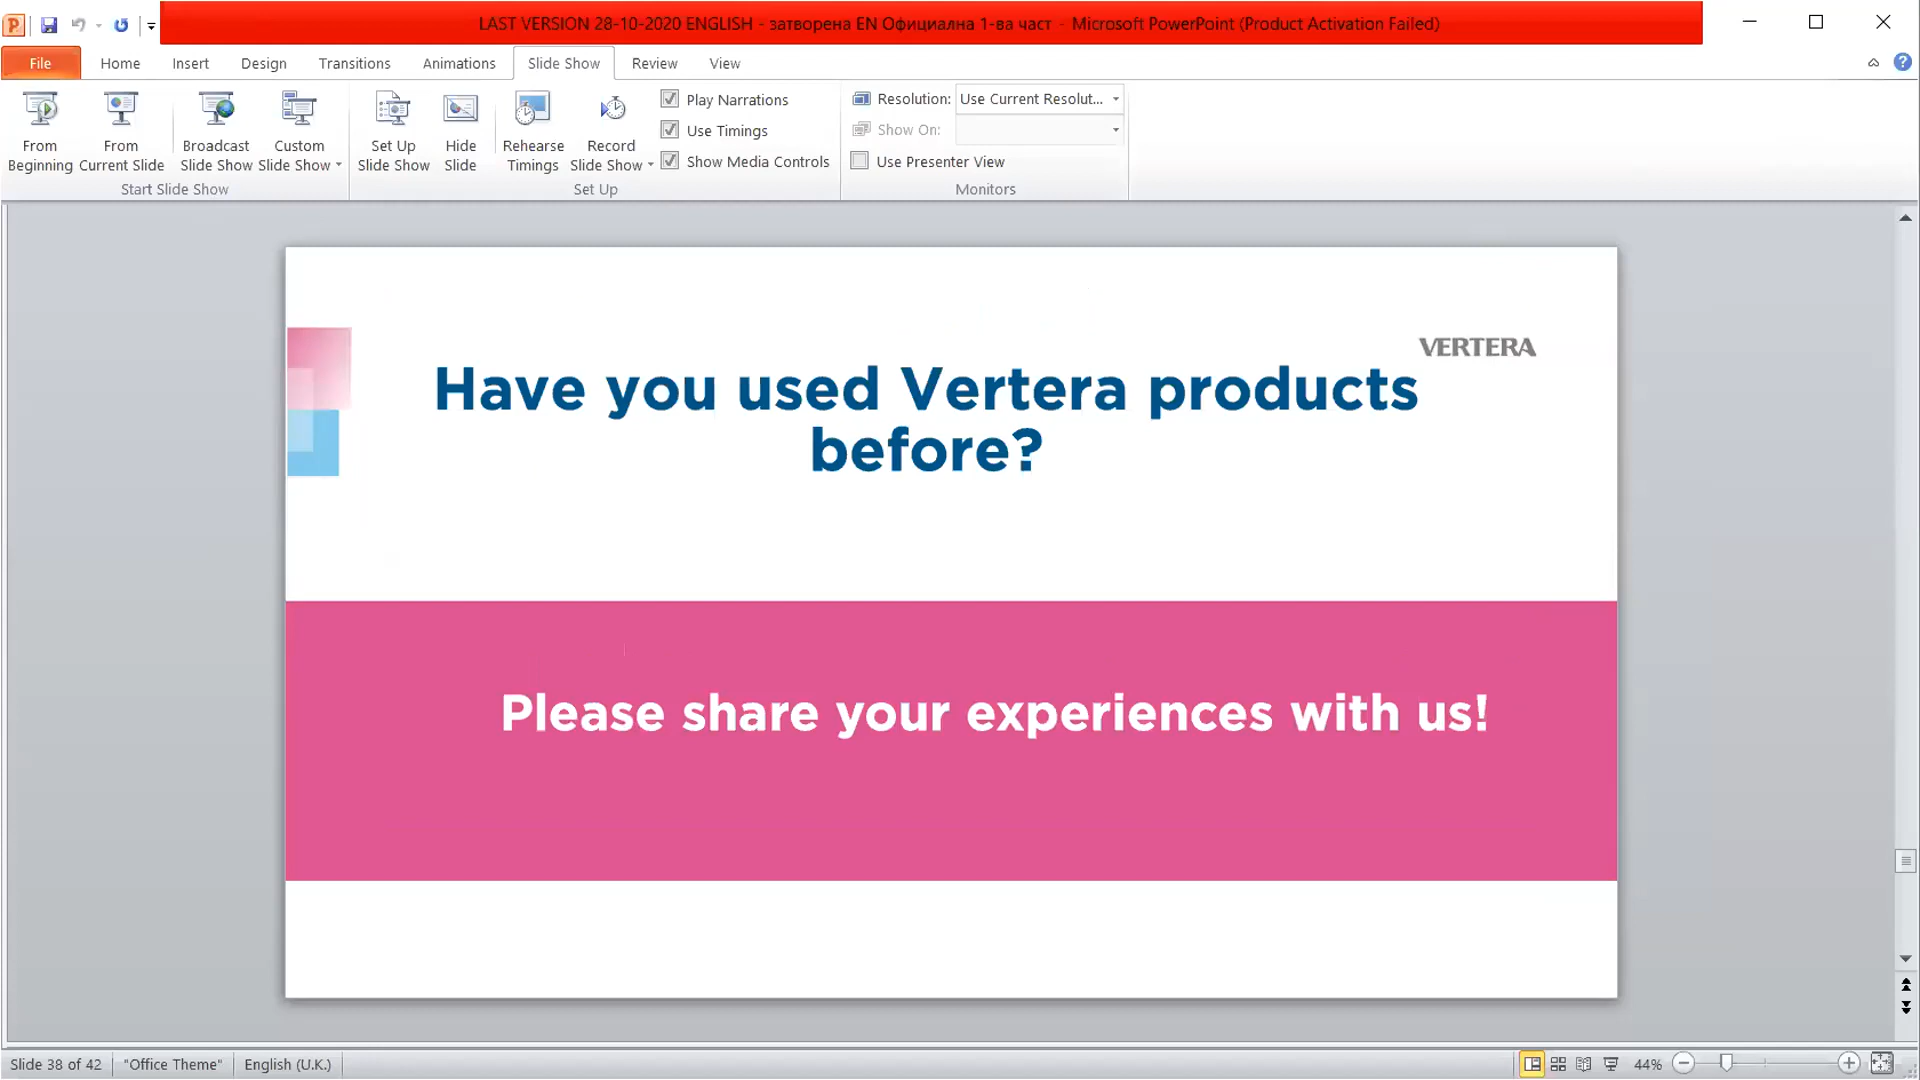 LAST VERSION 28-10-2020 ENGLISH - затворена EN Официална 1-ва част - Microsoft PowerPoint (Product Activation Failed)
File Home Insert Design Transitions Animations Slide Show Review View
From Beginning
From Current Slide
Broadcast Slide Show
Custom Slide Show
Start Slide Show
Set Up Slide Show
Hide Slide
Rehearse Timings
Record Slide Show
Play Narrations
Use Timings
Show Media Controls
Set Up
Resolution: Use Current Resolut...
Show On:
Use Presenter View
Monitors
VERTERA
Have you used Vertera products
before?
Please share your experiences with us!
Slide 38 of 42 "Office Theme" English (U.K.) 44%